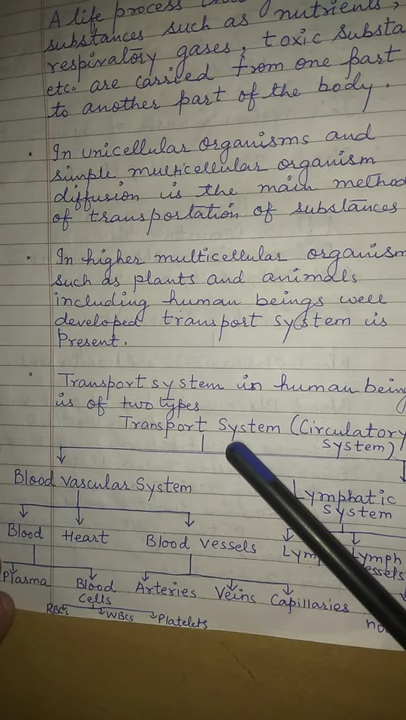 A life process
substances such as nutrients,
respiratory gases, toxic substa
etc. are carried from one part
to another part of the body.
. In unicellular organisms and
simple multicellular organism
diffusion is the main method
of transportation of substances
. In higher multicellular organism
such as plants and animals
including human beings well
developed transport system is
Present.
. Transport system in human being
is of two types
Transport System (Circulatory
System)
Blood vascular System
Lymphatic
System
Blood Heart Blood Vessels
Lymph
Plasma Blood
Cells Arteries Veins Capillaries
RBCs WBCs Platelets